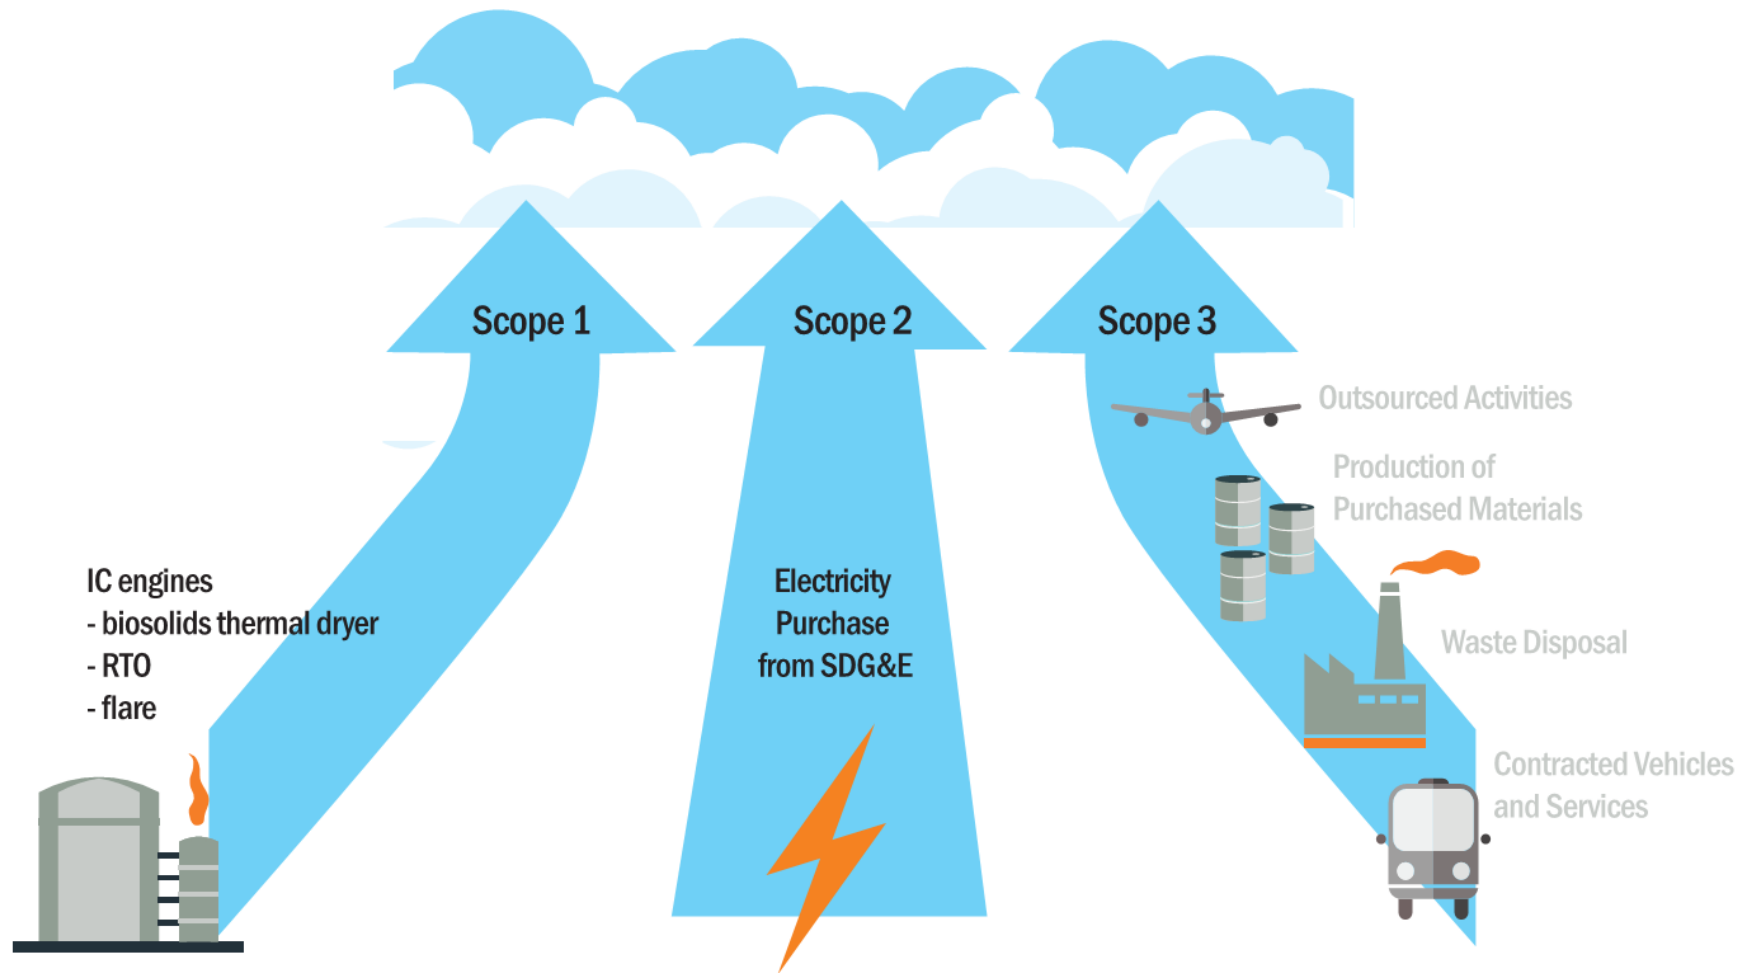 Scope 1
Scope 2
Scope 3
IC engines
- biosolids thermal dryer
- RTO
- flare
Electricity
Purchase
from SDG&E
Outsourced Activities
Production of
Purchased Materials
Waste Disposal
Contracted Vehicles
and Services